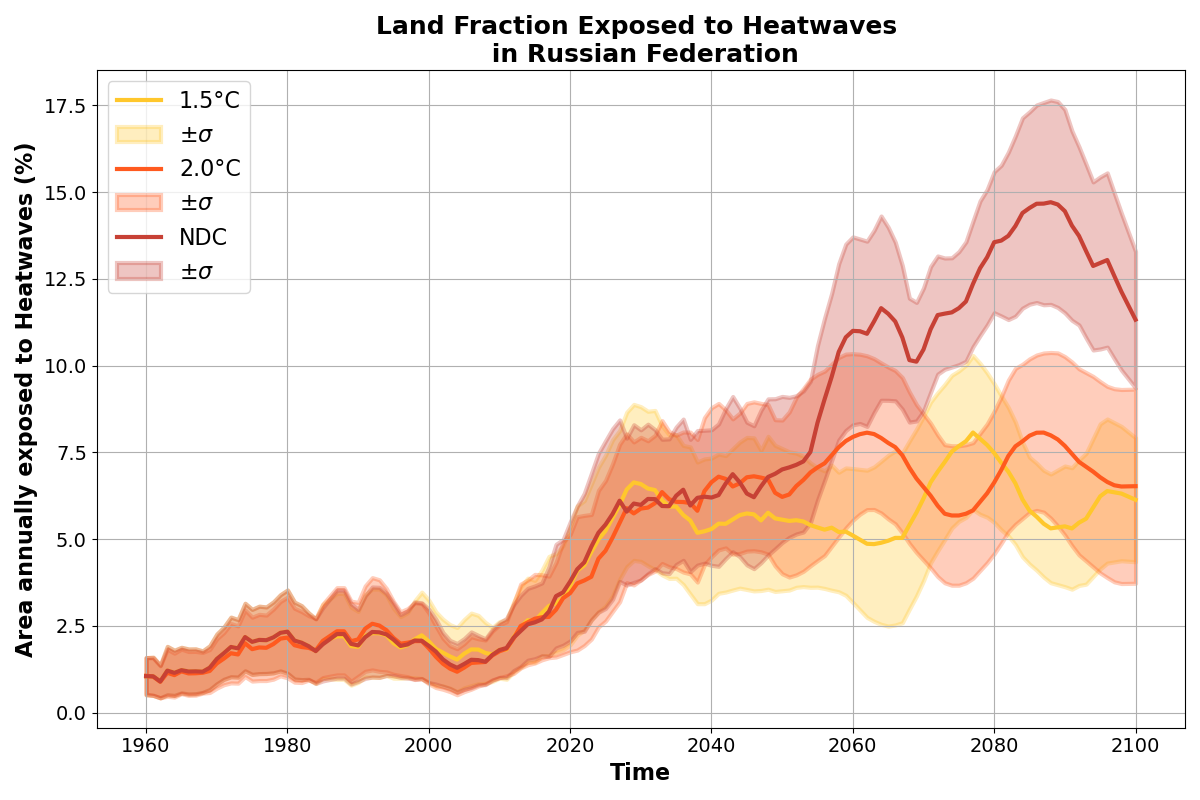 Land Fraction Exposed to Heatwaves
in Russian Federation
Area annually exposed to Heatwaves (%)
17.5
15.0
12.5
10.0
7.5
5.0
2.5
0.0
1.5°C
±σ
2.0°C
±σ
NDC
±σ
1960 1980 2000 2020 2040 2060 2080 2100
Time